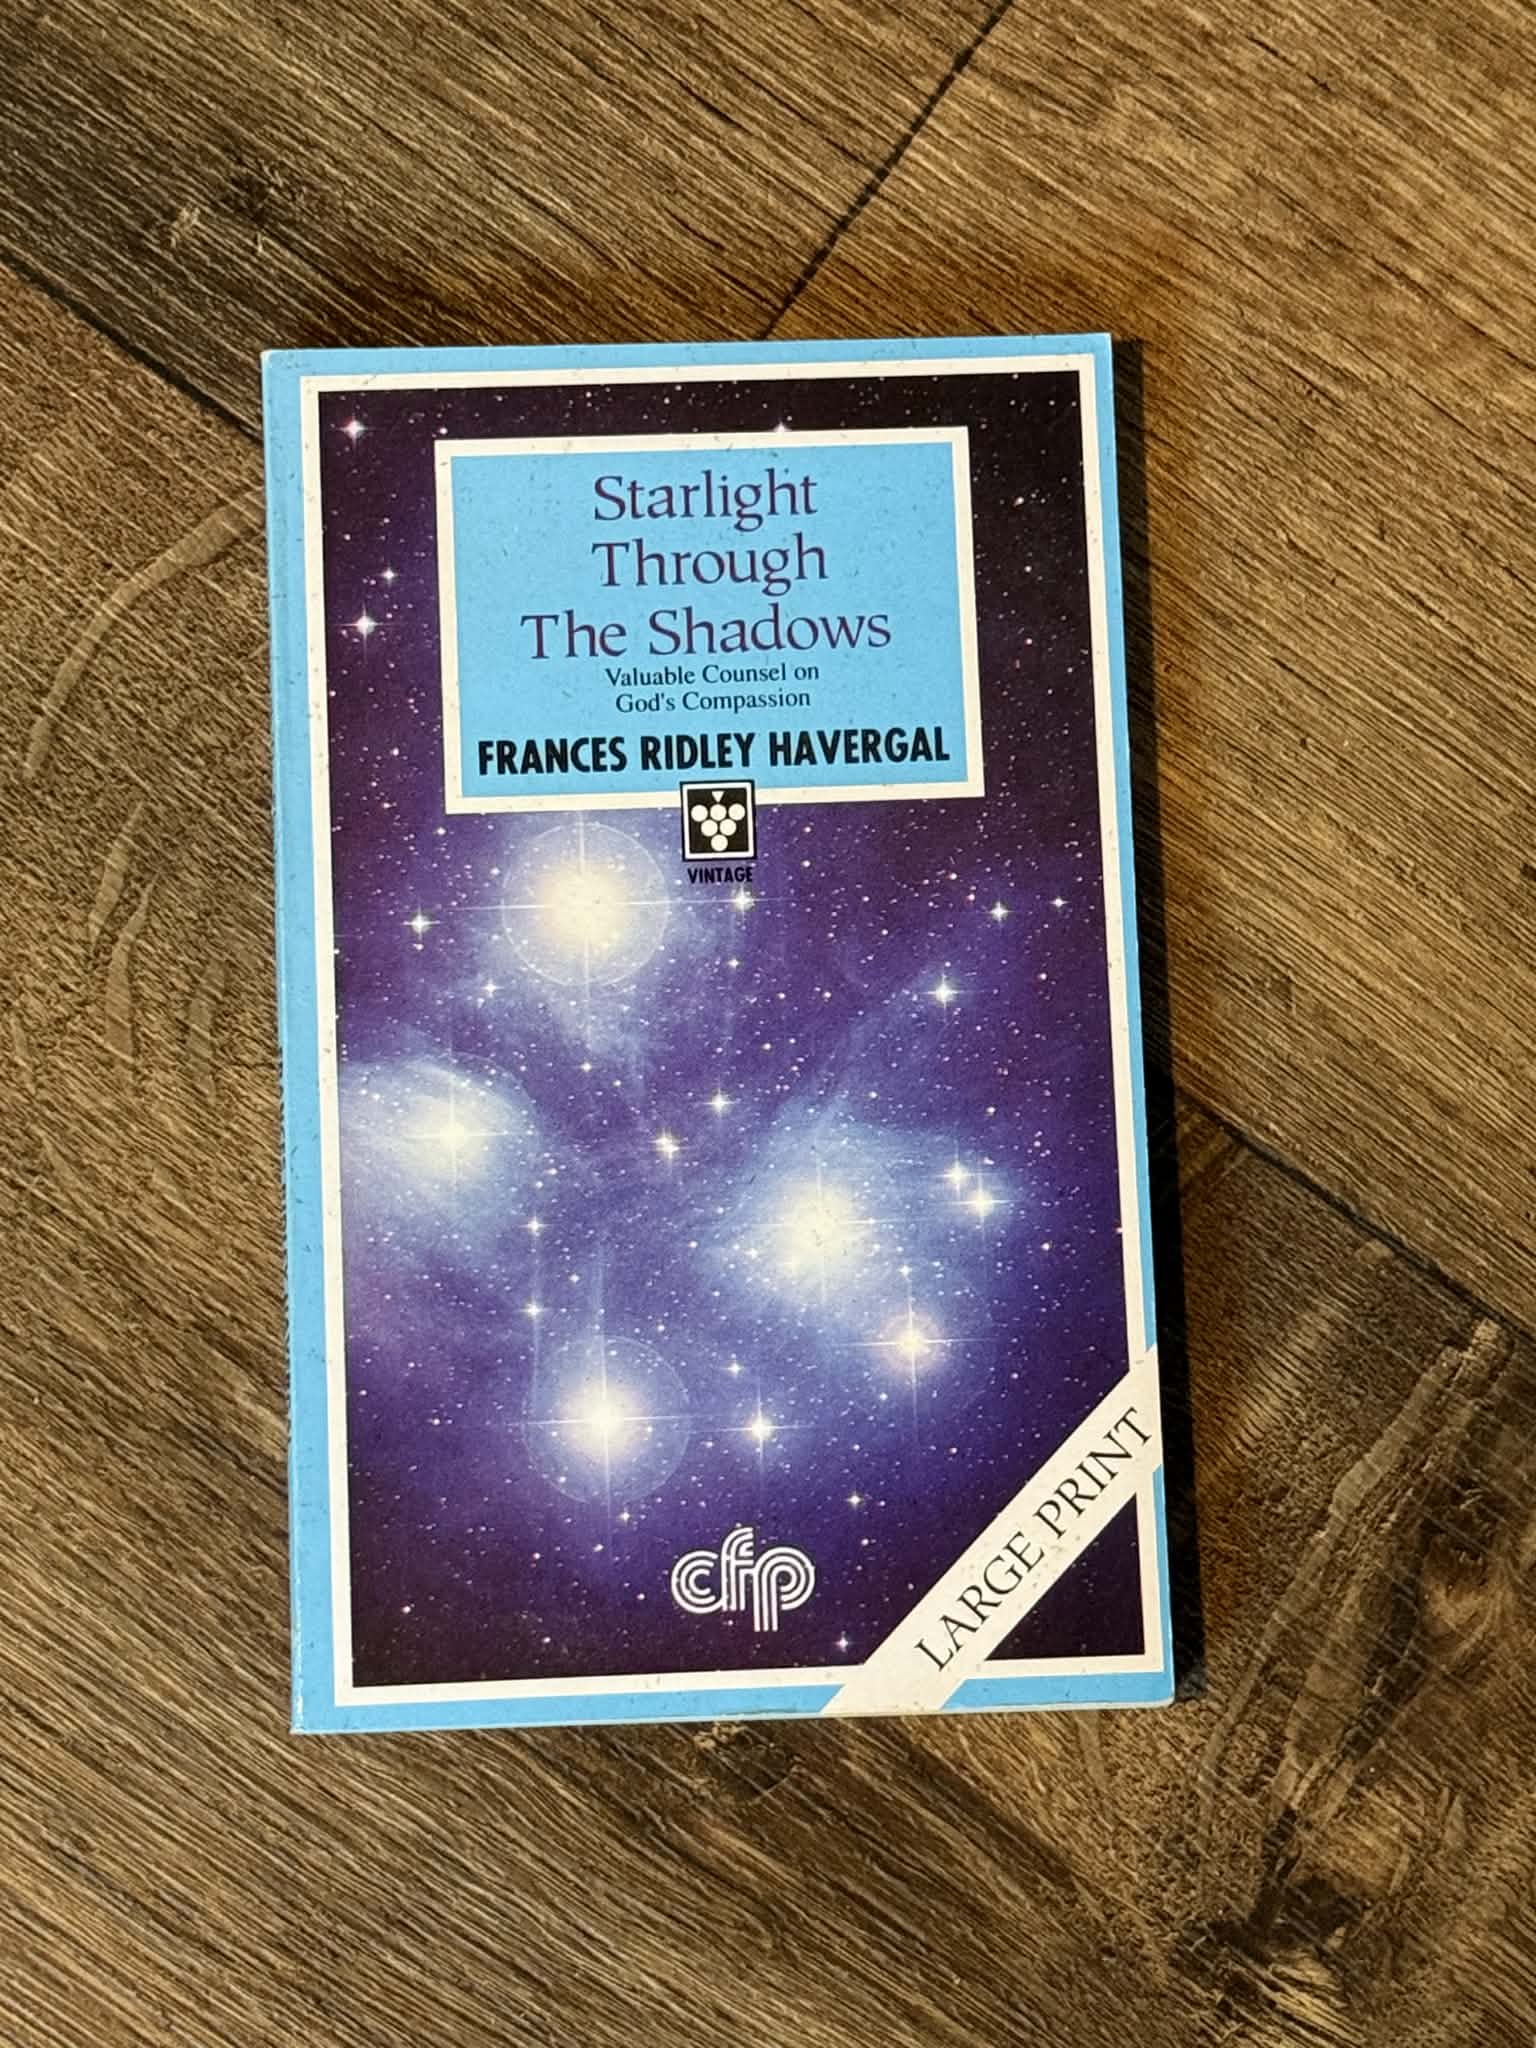 Starlight
Through
The Shadows
Valuable Counsel on
God's Compassion
FRANCES RIDLEY HAVERGAL
VINTAGE
cfp
LARGE PRINT